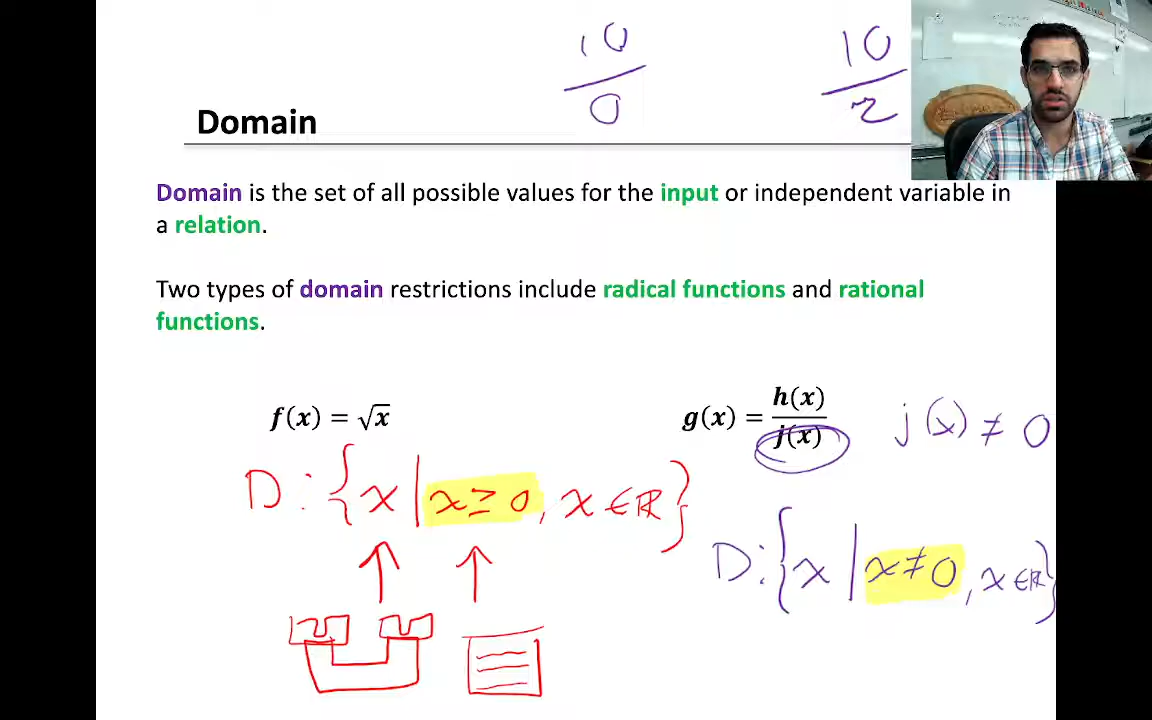 10
0
10
2
Domain
Domain is the set of all possible values for the input or independent variable in
a relation.
Two types of domain restrictions include radical functions and rational
functions.
f(x) = √x
g(x) = h(x)/j(x)
j(x) ≠ 0
D: {x | x ≥ 0, x ∈ ℝ}
D: {x | x ≠ 0, x ∈ ℝ}